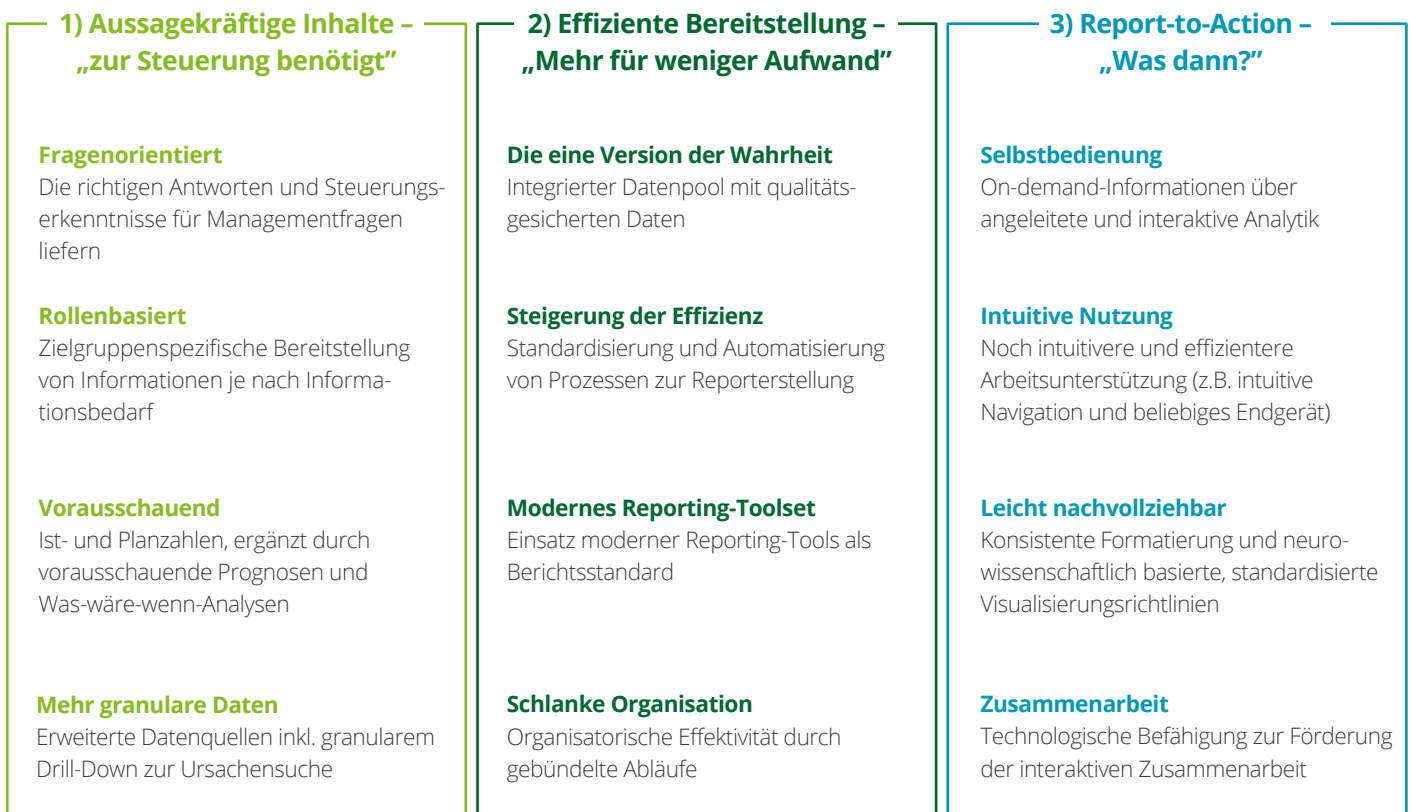 1) Aussagekräftige Inhalte –
„zur Steuerung benötigt”
Fragenorientiert
Die richtigen Antworten und Steuerungs-
erkenntnisse für Managementfragen
liefern
Rollenbasiert
Zielgruppenspezifische Bereitstellung
von Informationen je nach Informa-
tionsbedarf
Vorausschauend
Ist- und Planzahlen, ergänzt durch
vorausschauende Prognosen und
Was-wäre-wenn-Analysen
Mehr granulare Daten
Erweiterte Datenquellen inkl. granularem
Drill-Down zur Ursachensuche
2) Effiziente Bereitstellung –
„Mehr für weniger Aufwand”
Die eine Version der Wahrheit
Integrierter Datenpool mit qualitäts-
gesicherten Daten
Steigerung der Effizienz
Standardisierung und Automatisierung
von Prozessen zur Reporterstellung
Modernes Reporting-Toolset
Einsatz moderner Reporting-Tools als
Berichtsstandard
Schlanke Organisation
Organisatorische Effektivität durch
gebündelte Abläufe
3) Report-to-Action –
„Was dann?”
Selbstbedienung
On-demand-Informationen über
angeleitete und interaktive Analytik
Intuitive Nutzung
Noch intuitivere und effizientere
Arbeitsunterstützung (z.B. intuitive
Navigation und beliebiges Endgerät)
Leicht nachvollziehbar
Konsistente Formatierung und neuro-
wissenschaftlich basierte, standardisierte
Visualisierungsrichtlinien
Zusammenarbeit
Technologische Befähigung zur Förderung
der interaktiven Zusammenarbeit